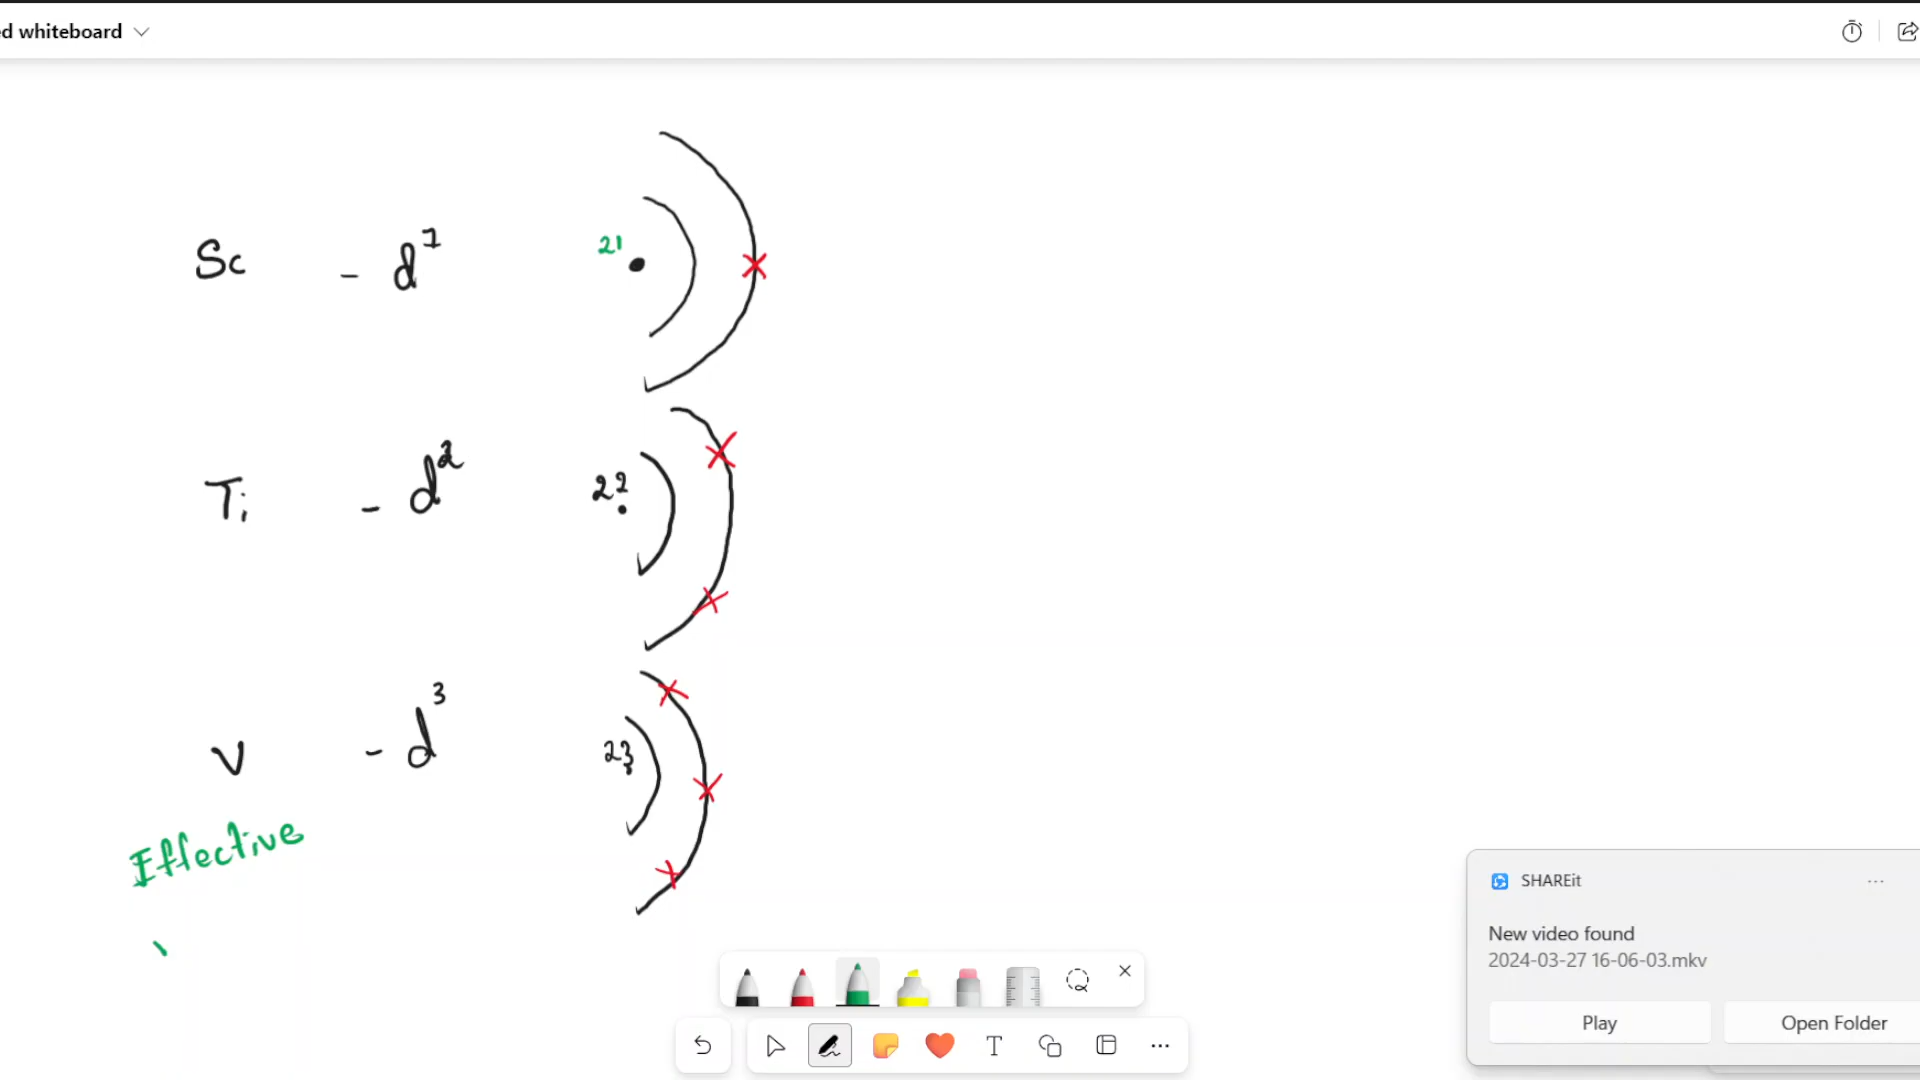 ed whiteboard
21
Sc - d1
Ti - d2
22
V - d3
23
Effective
SHAREit
New video found
2024-03-27 16-06-03.mkv
Play
Open Folder
T